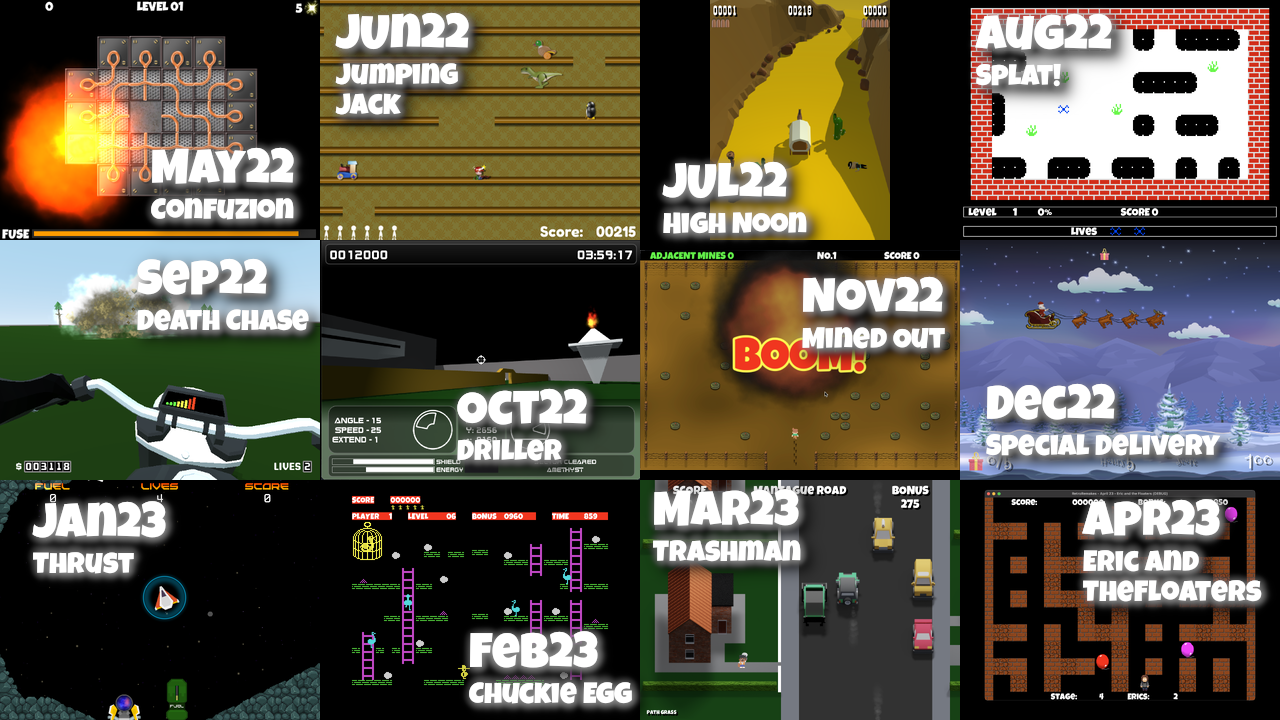 0 LEVEL 01 5
MAY22
CONFUZION
FUSE
JUN22
JUMPING
JACK
Score: 00215
00001 00218 00000
JUL22
HIGH NOON
AUG22
SPLAT!
LEVEL 1 0% SCORE 0
LIVES
SEP22
DEATH CHASE
$ 003118 LIVES 2
0012000 03:59:17
OCT22
DRILLER
ANGLE - 15
SPEED - 25
EXTEND - 1
Y: 2656
SHIELD
ENERGY
CLEARED
AMETHYST
ADJACENT MINES 0 NO.1 SCORE 0
NOV22
MINED OUT
BOOM!
DEC22
SPECIAL DELIVERY
100
FUEL LIVES SCORE
0 4 0
JAN23
THRUST
FUEL
SCORE 000000
PLAYER 1 LEVEL 06 BONUS 0960 TIME 859
FEB23
CHUCKIE EGG
SCORE ROAD BONUS
275
MAR23
TRASHMAN
PATH GRASS
SCORE:
APR23
ERIC AND
THEFLOATERS
STAGE: 4 ERICS: 2